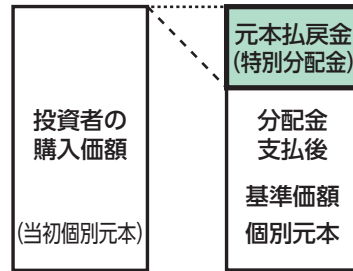 投資者の
購入価額
(当初個別元本)
元本払戻金
(特別分配金)
分配金
支払後
基準価額
個別元本